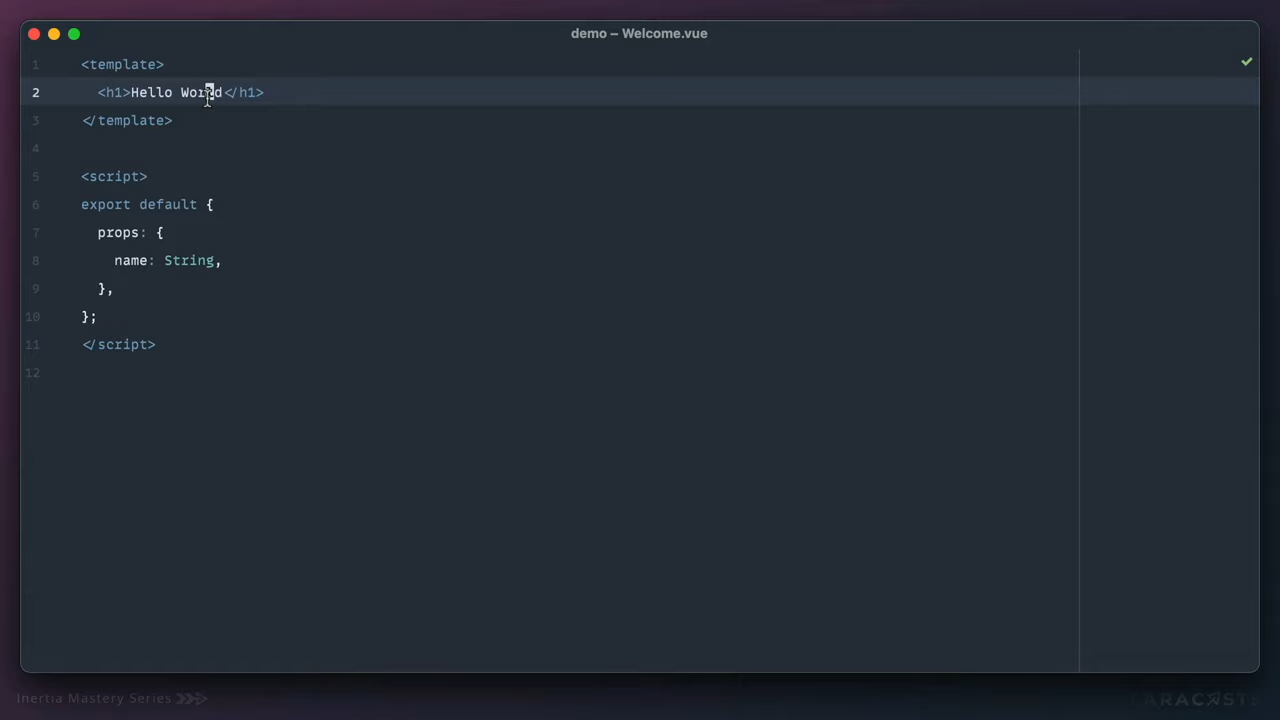 demo – Welcome.vue
1 <template>
2 <h1>Hello World</h1>
3 </template>
4
5 <script>
6 export default {
7 props: {
8 name: String,
9 },
10 };
11 </script>
12
Inertia Mastery Series
LARACASTS